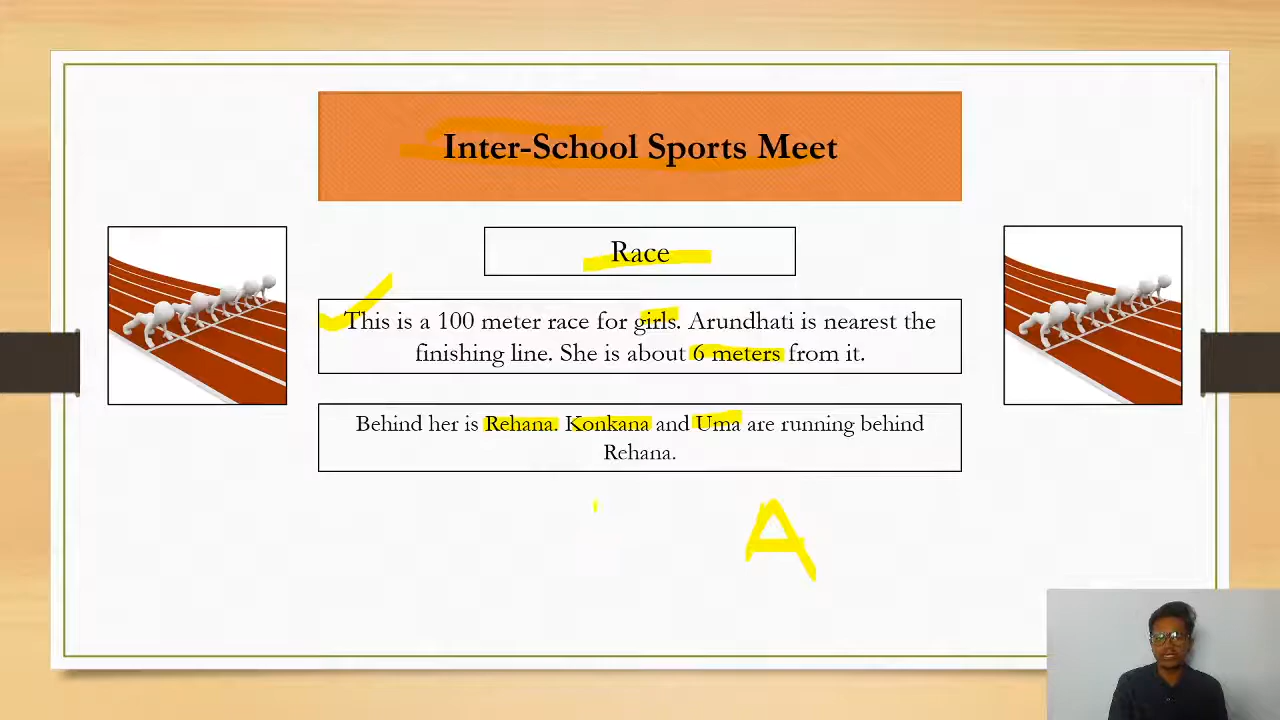 Inter-School Sports Meet
Race
This is a 100 meter race for girls. Arundhati is nearest the
finishing line. She is about 6 meters from it.
Behind her is Rehana. Konkana and Uma are running behind
Rehana.
A